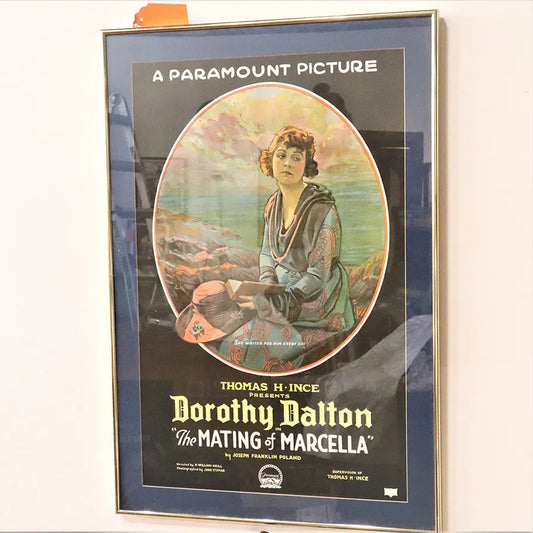 A PARAMOUNT PICTURE
SHE WAITED FOR HIM EVERY DAY
THOMAS H·INCE
PRESENTS
Dorothy Dalton
IN
"The MATING of MARCELLA"
by JOSEPH FRANKLIN POLAND
Directed by R·WILLIAM NEILL
Photographed by JOHN STUMAR
SUPERVISION OF
THOMAS H·INCE
Paramount